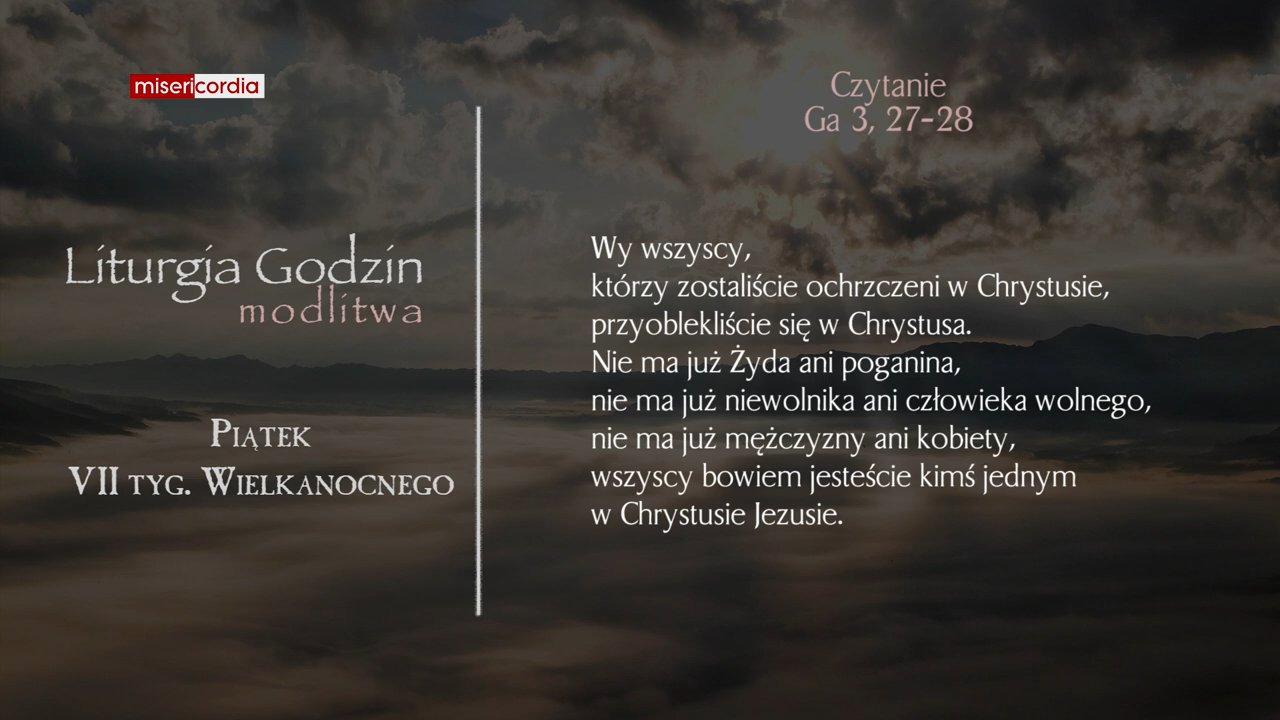 misericordia
Liturgia Godzin
modlitwa
Piątek
VII tyg. Wielkanocnego
Czytanie
Ga 3, 27-28
Wy wszyscy,
którzy zostaliście ochrzczeni w Chrystusie,
przyoblekliście się w Chrystusa.
Nie ma już Żyda ani poganina,
nie ma już niewolnika ani człowieka wolnego,
nie ma już mężczyzny ani kobiety,
wszyscy bowiem jesteście kimś jednym
w Chrystusie Jezusie.